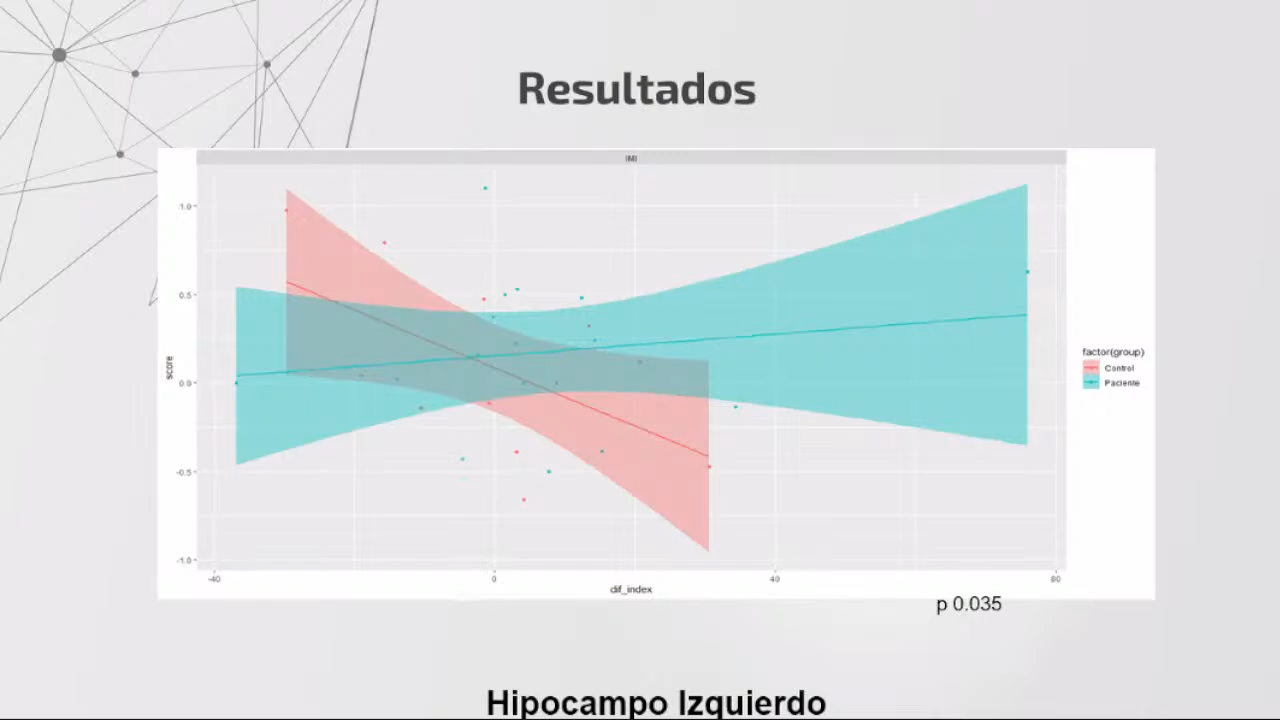 Resultados
IMI
1.0
0.5
0.0
-0.5
-1.0
score
-40
0
40
80
dif_index
factor(group)
Control
Paciente
p 0.035
Hipocampo Izquierdo